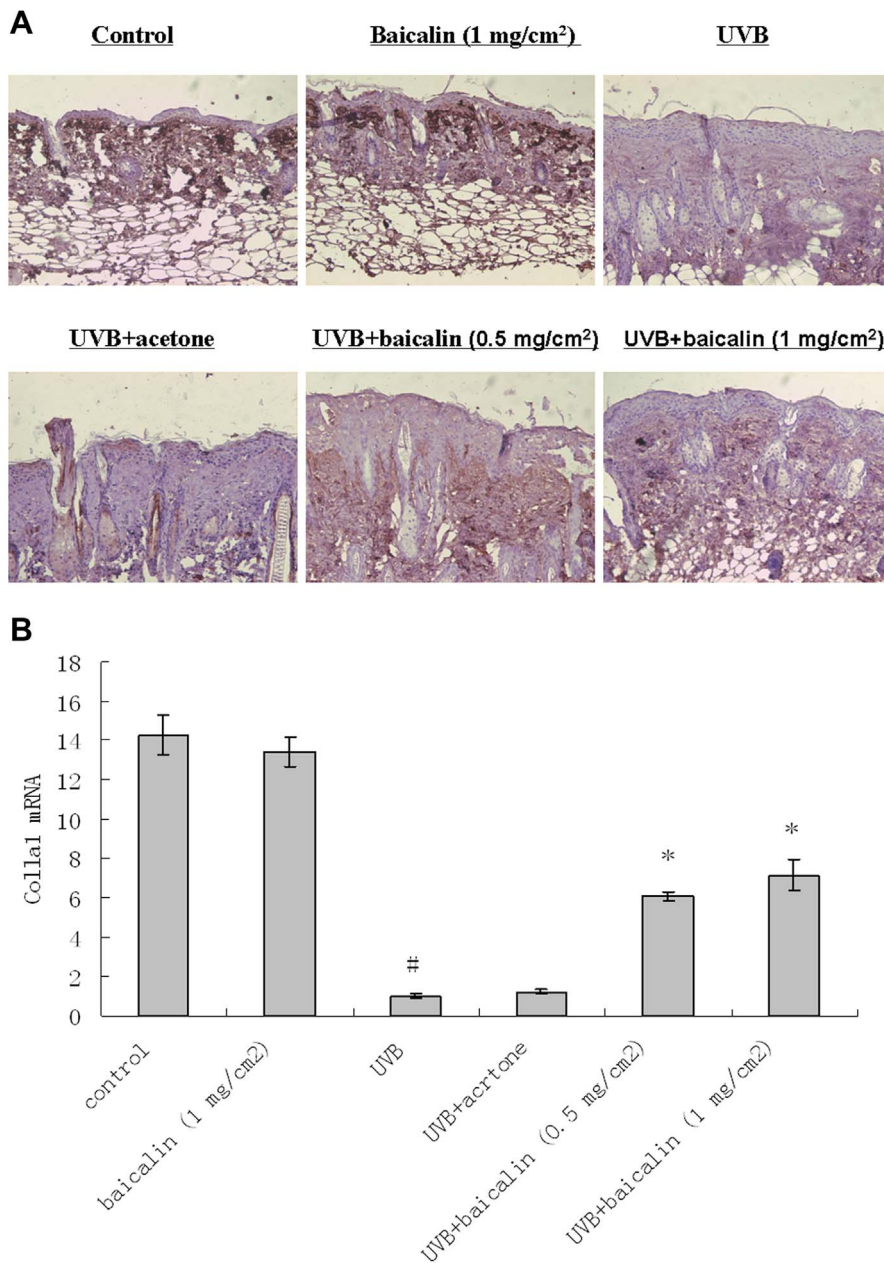 A
Control
Baicalin (1 mg/cm²)
UVB
UVB+acetone
UVB+baicalin (0.5 mg/cm²)
UVB+baicalin (1 mg/cm²)
B
Col1a1 mRNA
18
16
14
12
10
8
6
4
2
0
#
*
*
control
baicalin (1 mg/cm2)
UVB
UVB+acrtone
UVB+baicalin (0.5 mg/cm2)
UVB+baicalin (1 mg/cm2)